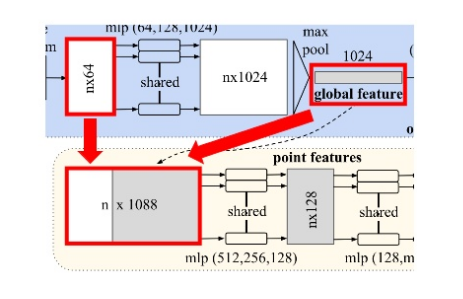 mlp (64,128,1024)
max
pool
nx64
shared
nx1024
1024
global feature
point features
n x 1088
shared
nx128
shared
mlp (512,256,128)
mlp (128,m